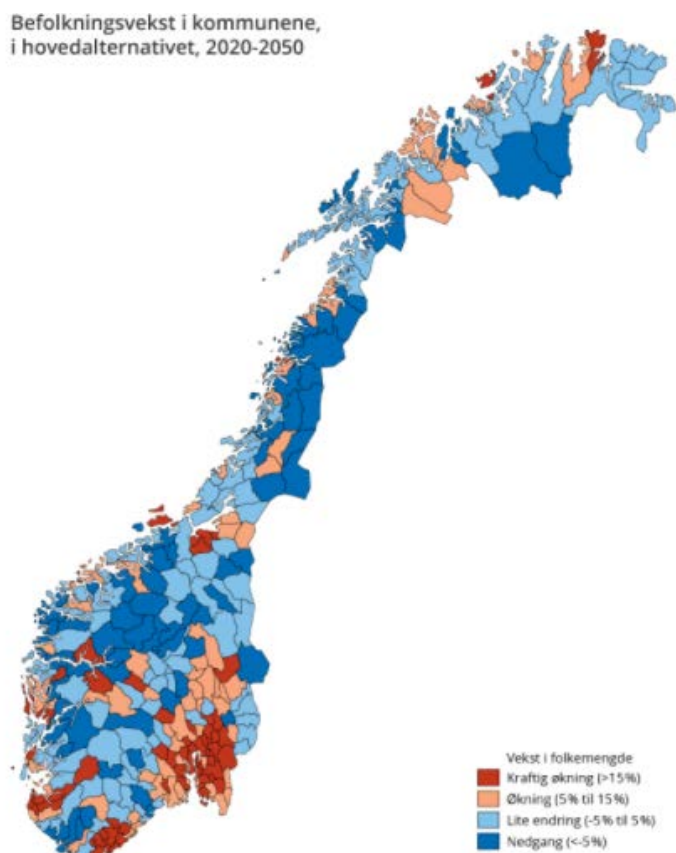 Befolkningsvekst i kommunene,
i hovedalternativet, 2020-2050
Vekst i folkemengde
Kraftig økning (>15%)
Økning (5% til 15%)
Lite endring (-5% til 5%)
Nedgang (<-5%)